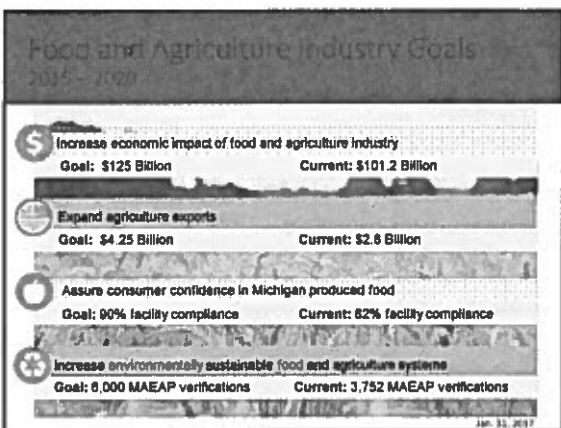 Food and Agriculture Industry Goals
2015 – 2020
Increase economic impact of food and agriculture industry
Goal: $125 Billion Current: $101.2 Billion
Expand agriculture exports
Goal: $4.25 Billion Current: $2.6 Billion
Assure consumer confidence in Michigan produced food
Goal: 90% facility compliance Current: 62% facility compliance
Increase environmentally sustainable food and agriculture systems
Goal: 6,000 MAEAP verifications Current: 3,752 MAEAP verifications
Jan. 31, 2017